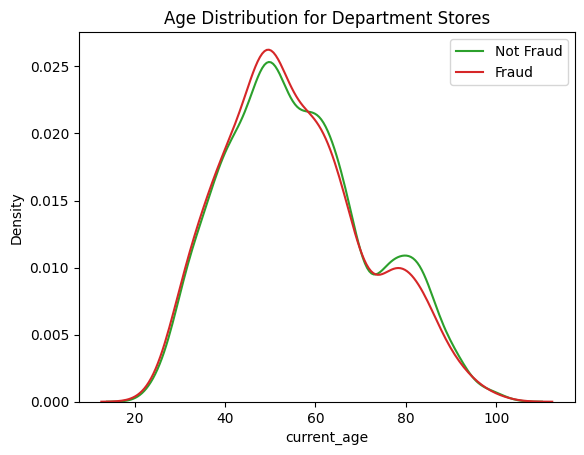 Age Distribution for Department Stores
Not Fraud
Fraud
Density
0.025
0.020
0.015
0.010
0.005
0.000
20 40 60 80 100
current_age